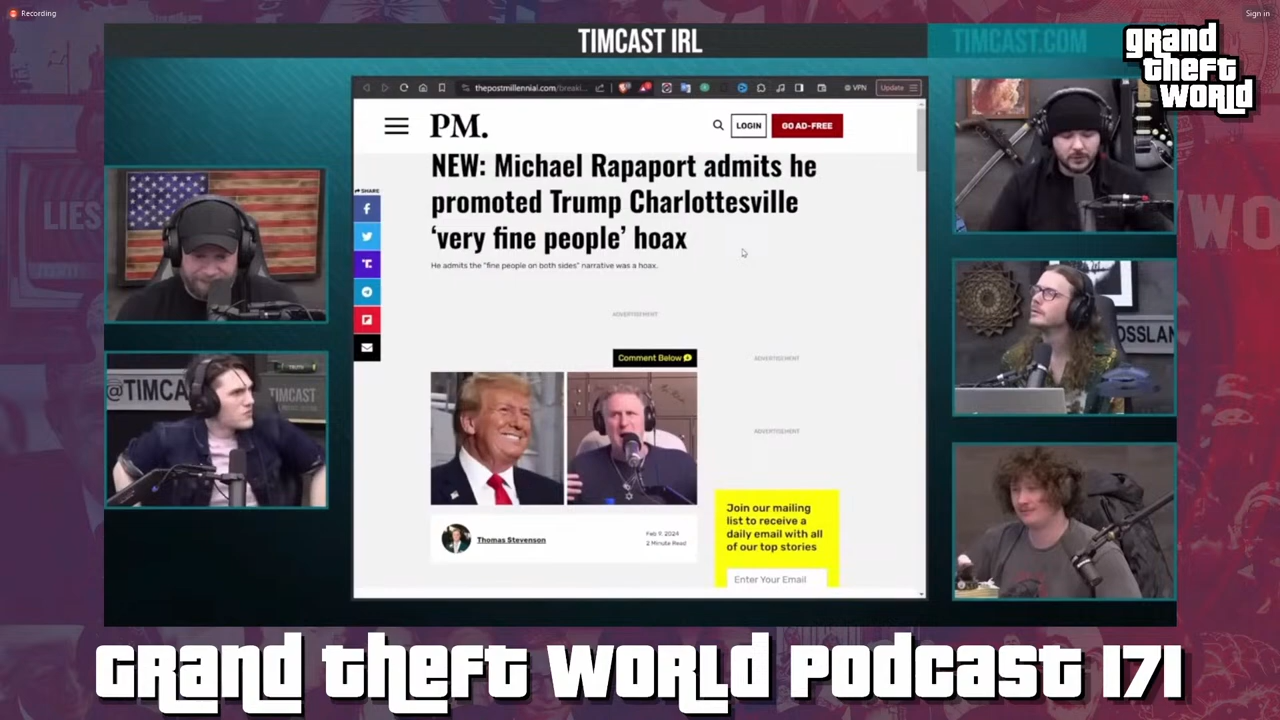 Recording
Sign in
TIMCAST IRL
TIMCAST.COM
grand
theft
world
thepostmillennial.com/breaki...
VPN
Update
PM.
LOGIN
GO AD-FREE
NEW: Michael Rapaport admits he
promoted Trump Charlottesville
‘very fine people’ hoax
He admits the "fine people on both sides" narrative was a hoax.
SHARE
ADVERTISEMENT
Comment Below
ADVERTISEMENT
ADVERTISEMENT
Thomas Stevenson
Feb 9, 2024
2 Minute Read
Join our mailing
list to receive a
daily email with all
of our top stories
Enter Your Email
LIES
@TIMCA
TIMCAST
OSSLAN
GRAND THEFT WORLD PODCAST 171